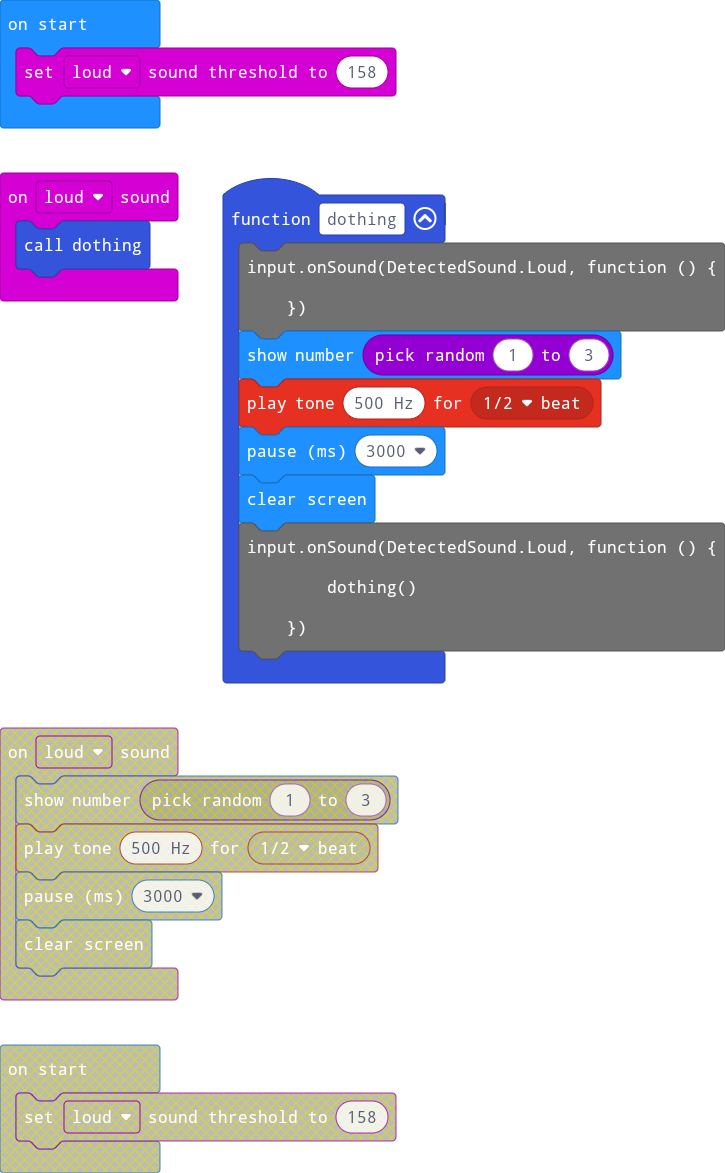 on start
set loud sound threshold to 158
on loud sound
call dothing
function dothing
input.onSound(DetectedSound.Loud, function () {
})
show number pick random 1 to 3
play tone 500 Hz for 1/2 beat
pause (ms) 3000
clear screen
input.onSound(DetectedSound.Loud, function () {
dothing()
})
on loud sound
show number pick random 1 to 3
play tone 500 Hz for 1/2 beat
pause (ms) 3000
clear screen
on start
set loud sound threshold to 158